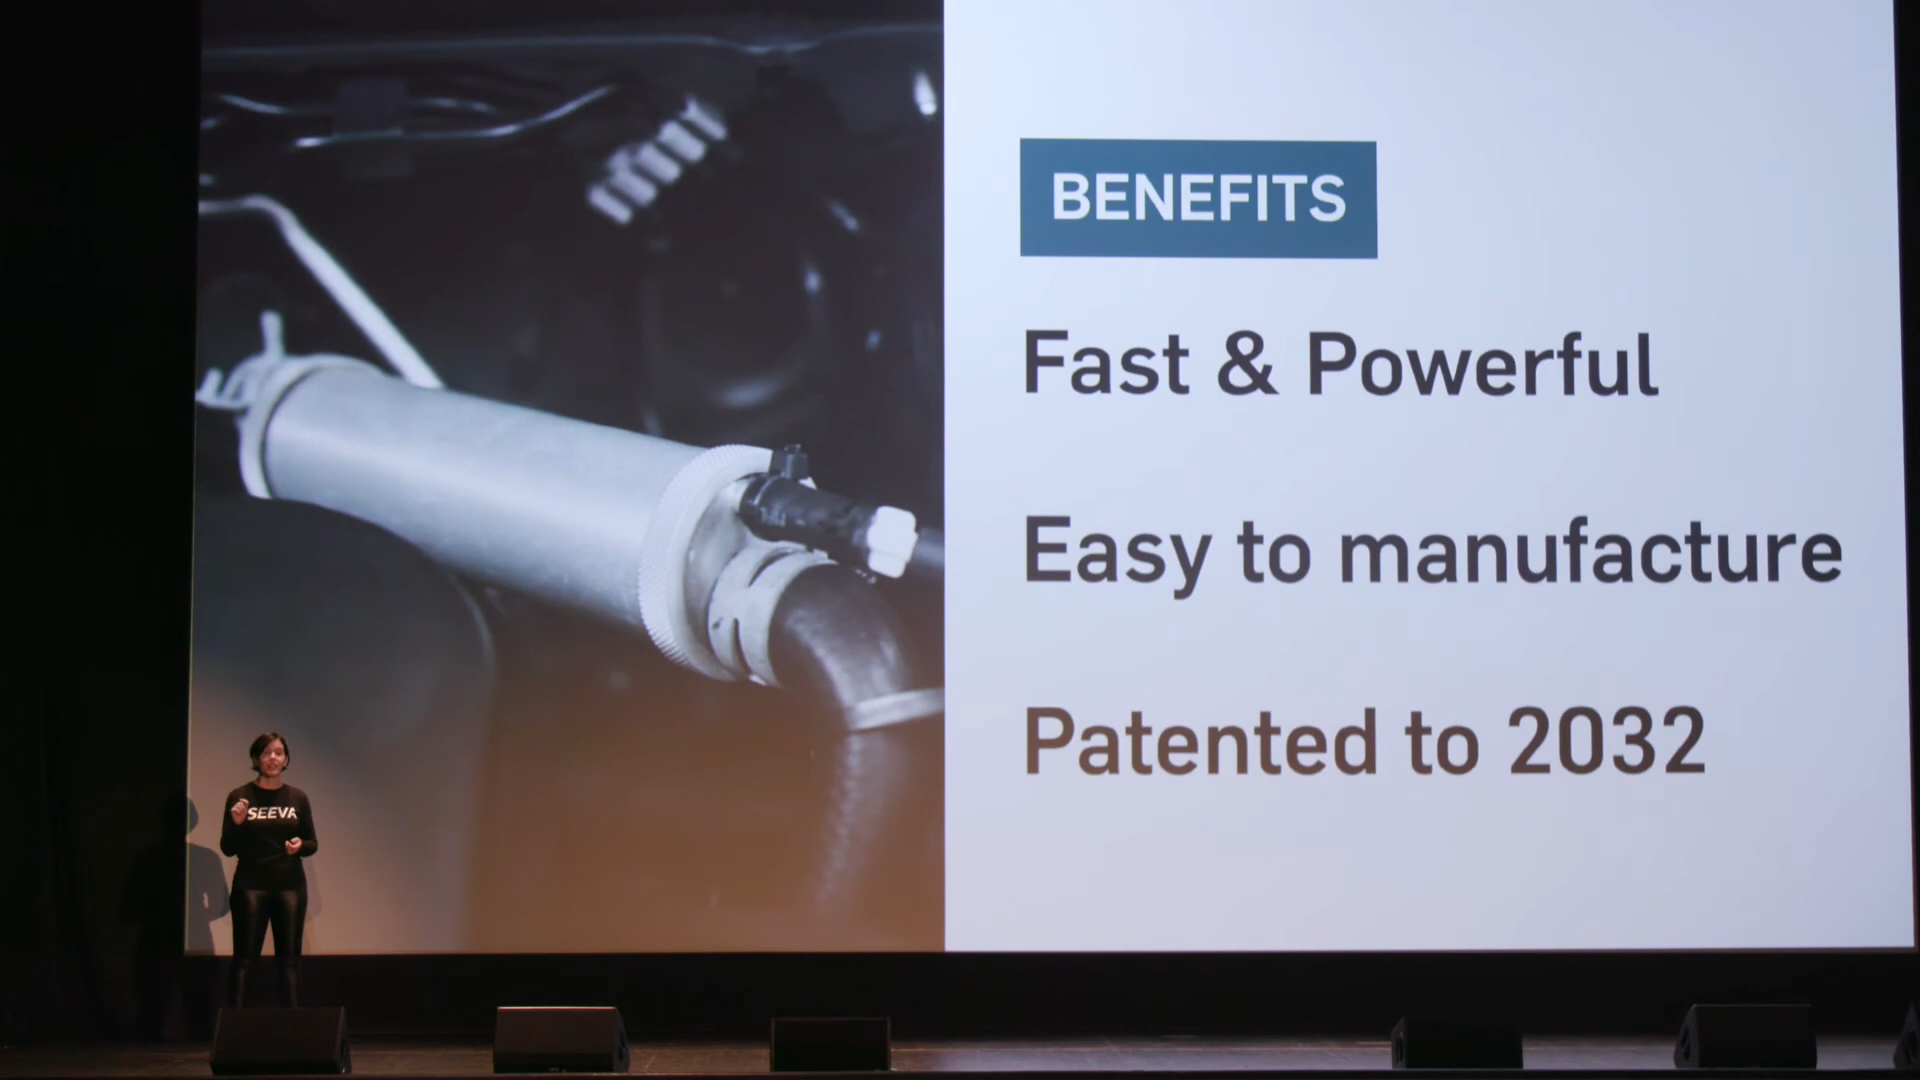 BENEFITS
Fast & Powerful
Easy to manufacture
Patented to 2032
SEEVA